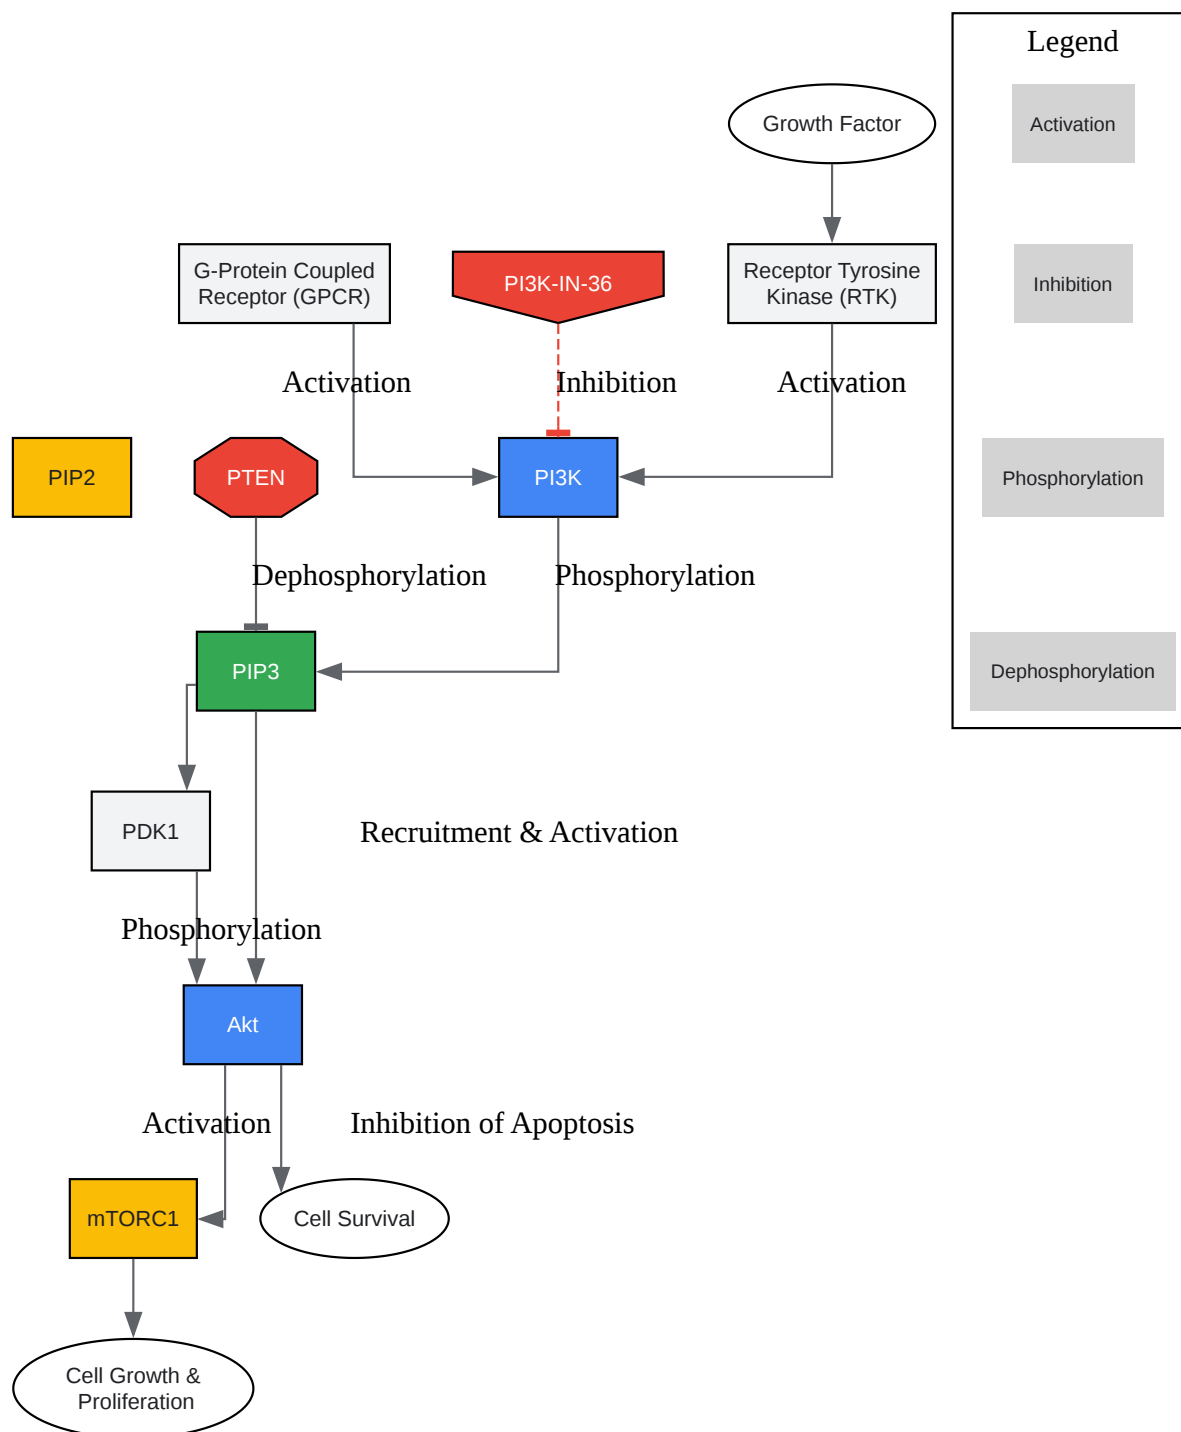 Legend
Growth Factor
Activation
G-Protein Coupled
Receptor (GPCR)
PI3K-IN-36
Receptor Tyrosine
Kinase (RTK)
Inhibition
Activation
Inhibition
Activation
PIP2
PTEN
PI3K
Phosphorylation
Dephosphorylation
Phosphorylation
PIP3
Dephosphorylation
PDK1
Recruitment & Activation
Phosphorylation
Akt
Activation
Inhibition of Apoptosis
mTORC1
Cell Survival
Cell Growth &
Proliferation